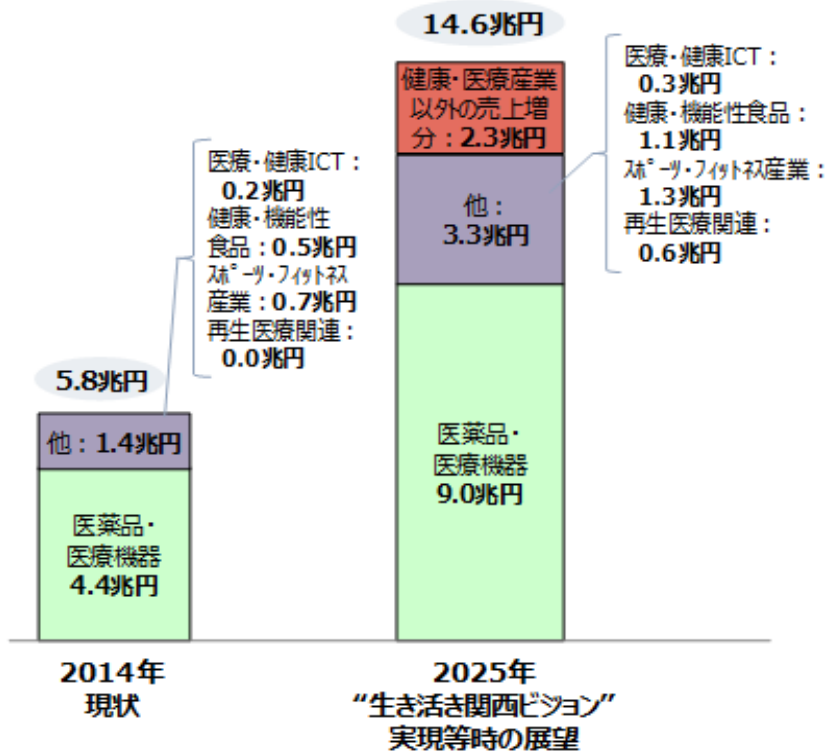 14.6兆円
健康・医療産業
以外の売上増
分：2.3兆円
他：
3.3兆円
医薬品・
医療機器
9.0兆円
医療・健康ICT：
0.3兆円
健康・機能性食品：
1.1兆円
ｽﾎﾟｰﾂ・ﾌｨｯﾄﾈｽ産業：
1.3兆円
再生医療関連：
0.6兆円
医療・健康ICT：
0.2兆円
健康・機能性
食品：0.5兆円
ｽﾎﾟｰﾂ・ﾌｨｯﾄﾈｽ
産業：0.7兆円
再生医療関連：
0.0兆円
5.8兆円
他：1.4兆円
医薬品・
医療機器
4.4兆円
2014年
現状
2025年
“生き活き関西ビジョン”
実現等時の展望